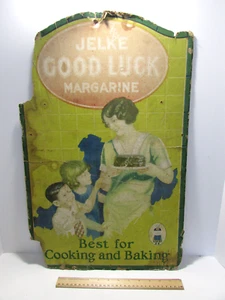 JELKE
GOOD LUCK
MARGARINE
Best for
Cooking and Baking